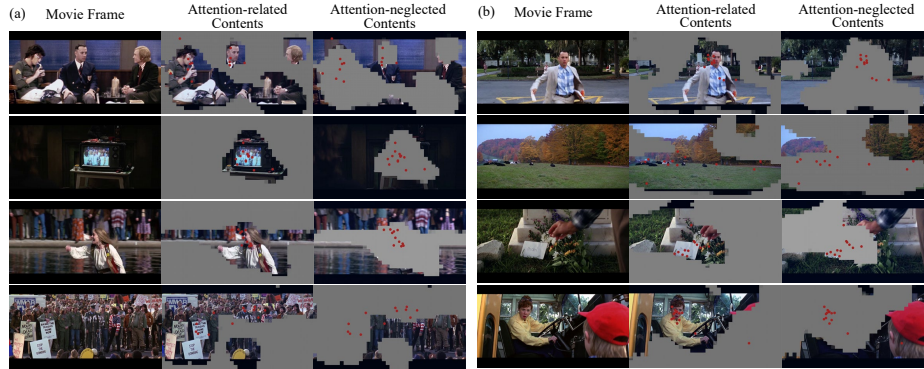 (a)
Movie Frame
Attention-related
Contents
Attention-neglected
Contents
(b)
Movie Frame
Attention-related
Contents
Attention-neglected
Contents